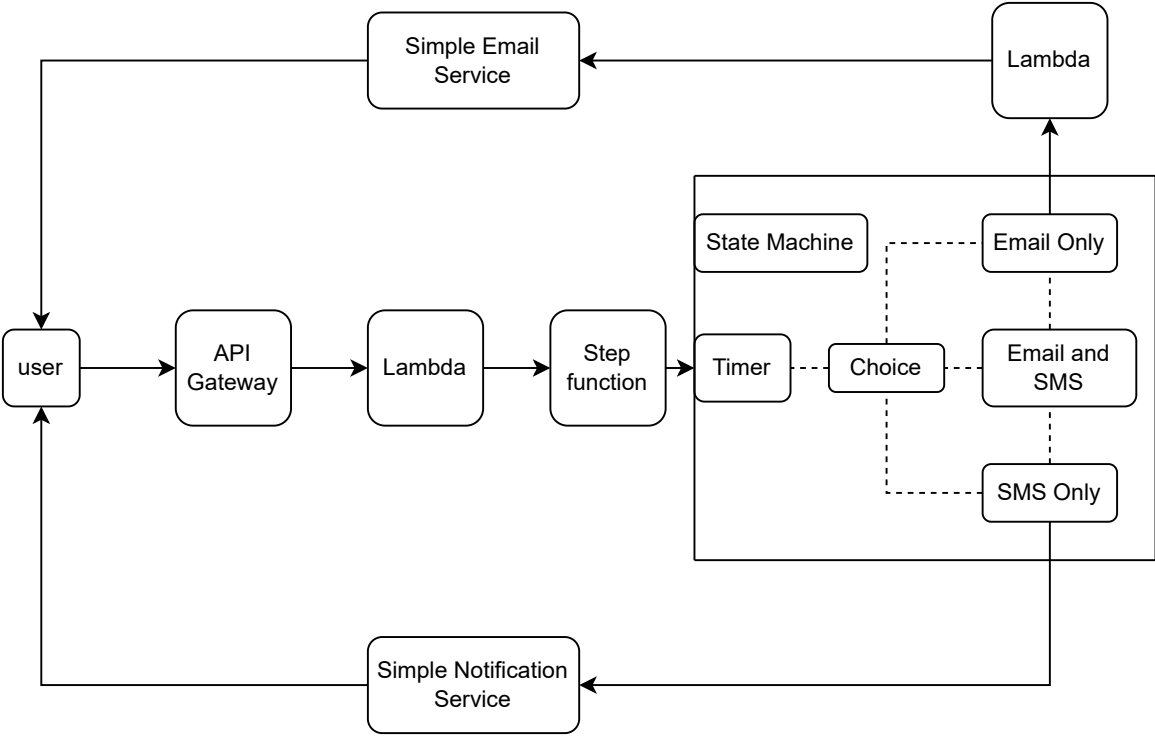 Simple Email
Service
Lambda
State Machine
Email Only
user
API
Gateway
Lambda
Step
function
Timer
Choice
Email and
SMS
SMS Only
Simple Notification
Service